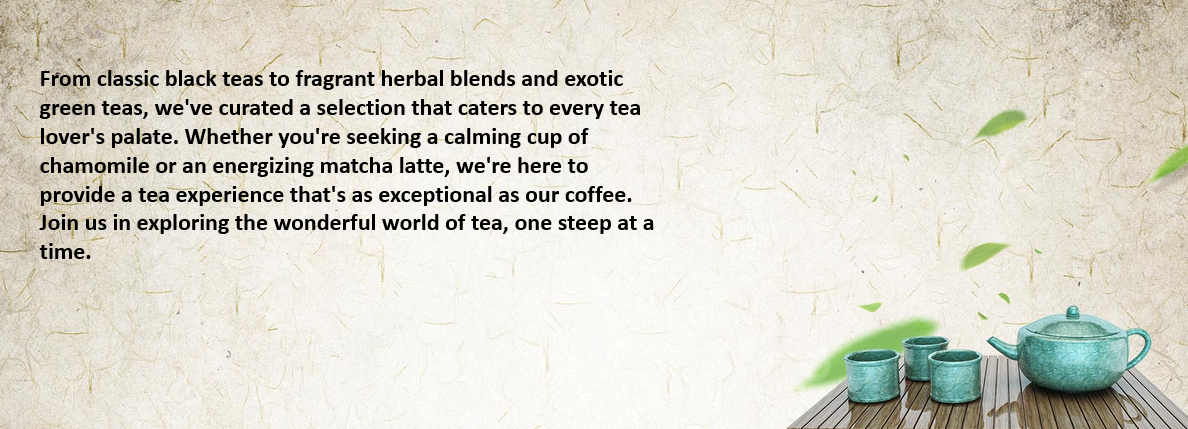 From classic black teas to fragrant herbal blends and exotic
green teas, we've curated a selection that caters to every tea
lover's palate. Whether you're seeking a calming cup of
chamomile or an energizing matcha latte, we're here to
provide a tea experience that's as exceptional as our coffee.
Join us in exploring the wonderful world of tea, one steep at a
time.